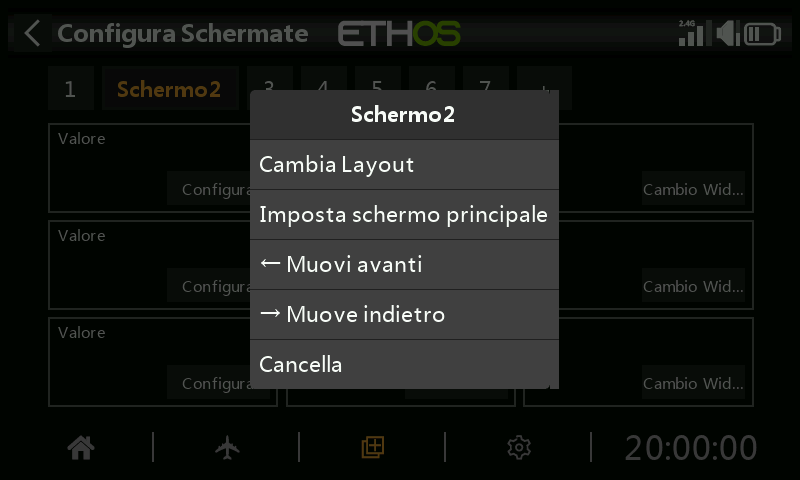 Configura Schermate ETHOS 2.4G
1 Schermo2 3 4 5 6 7 +
Schermo2
Cambia Layout
Imposta schermo principale
← Muovi avanti
→ Muove indietro
Cancella
Valore
Configura
Cambio Wid...
Valore
Configura
Cambio Wid...
Valore
Configura
Cambio Wid...
20:00:00